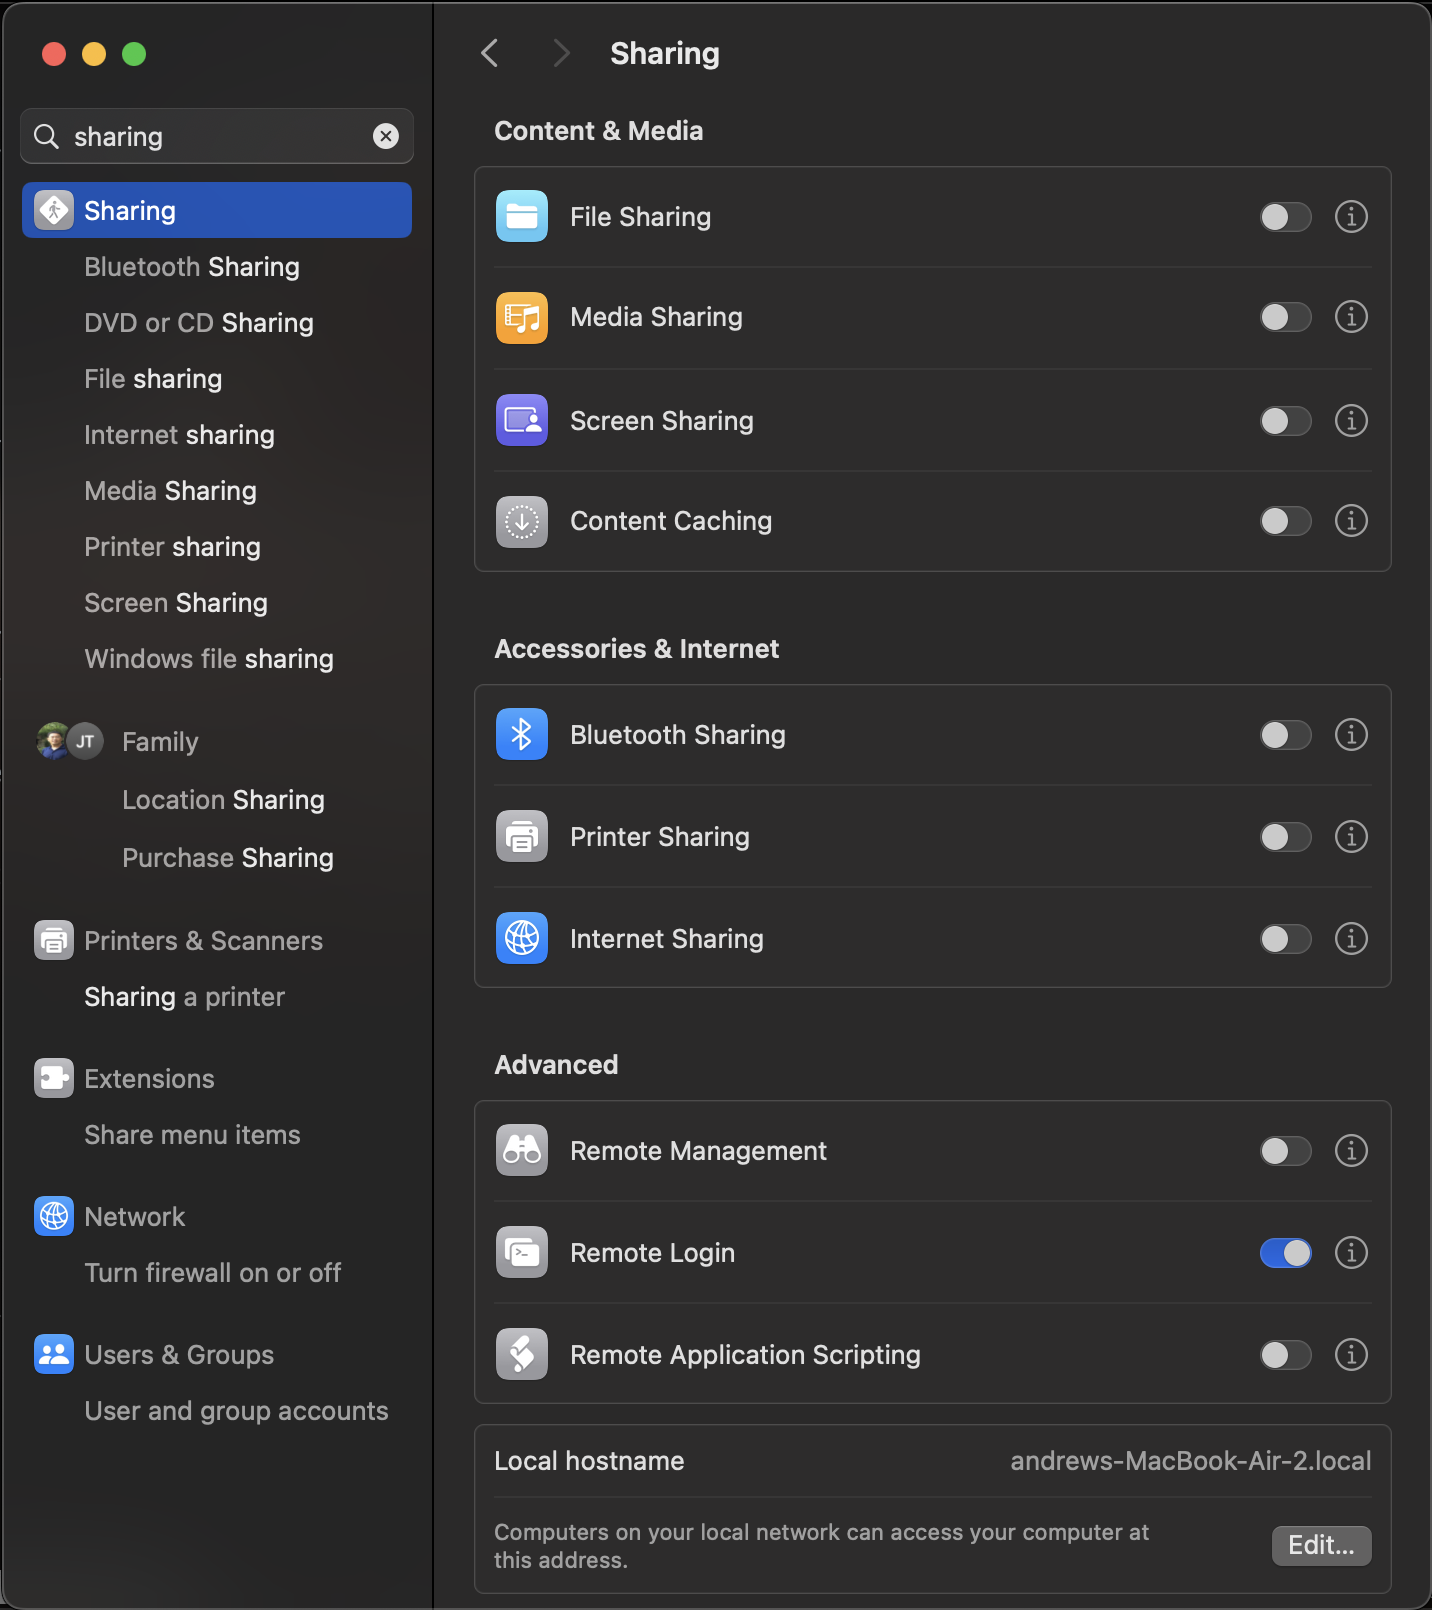 sharing
Sharing
Bluetooth Sharing
DVD or CD Sharing
File sharing
Internet sharing
Media Sharing
Printer sharing
Screen Sharing
Windows file sharing
JT
Family
Location Sharing
Purchase Sharing
Printers & Scanners
Sharing a printer
Extensions
Share menu items
Network
Turn firewall on or off
Users & Groups
User and group accounts
Sharing
Content & Media
File Sharing
Media Sharing
Screen Sharing
Content Caching
Accessories & Internet
Bluetooth Sharing
Printer Sharing
Internet Sharing
Advanced
Remote Management
Remote Login
Remote Application Scripting
Local hostname
andrews-MacBook-Air-2.local
Computers on your local network can access your computer at
this address.
Edit...